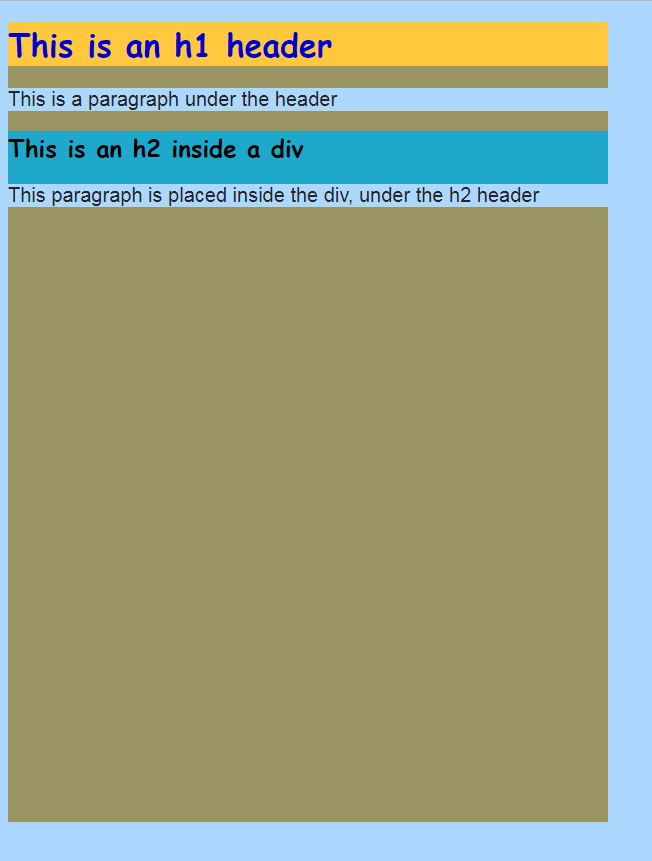 This is an h1 header
This is a paragraph under the header
This is an h2 inside a div
This paragraph is placed inside the div, under the h2 header